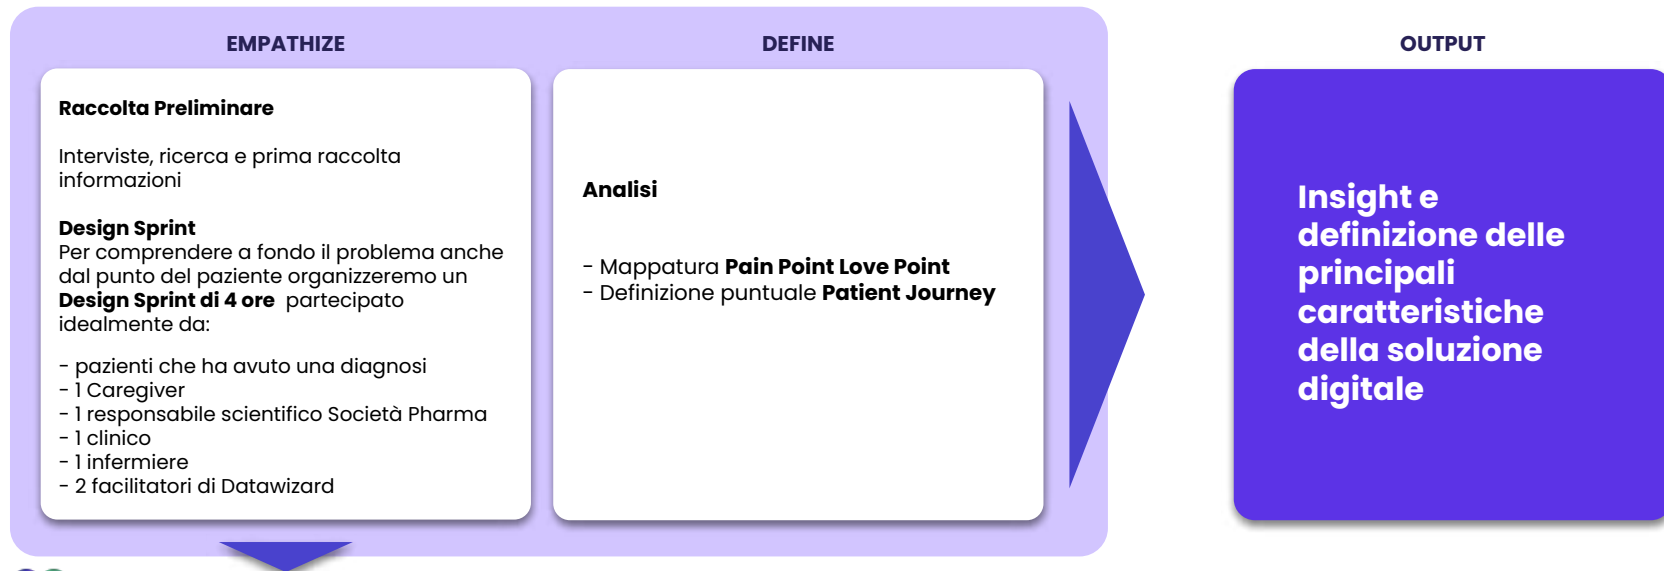 EMPATHIZE
Raccolta Preliminare
Interviste, ricerca e prima raccolta
informazioni
Design Sprint
Per comprendere a fondo il problema anche
dal punto del paziente organizzeremo un
Design Sprint di 4 ore partecipato
idealmente da:
- pazienti che ha avuto una diagnosi
- 1 Caregiver
- 1 responsabile scientifico Società Pharma
- 1 clinico
- 1 infermiere
- 2 facilitatori di Datawizard
DEFINE
Analisi
- Mappatura Pain Point Love Point
- Definizione puntuale Patient Journey
OUTPUT
Insight e
definizione delle
principali
caratteristiche
della soluzione
digitale